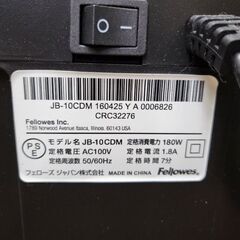 JB-10CDM 160425 Y A 0006826
CRC32276
Fellowes Inc.
1789 Norwood Avenue Itasca, Illinois. 60143 USA
PSE
モデル名 JB-10CDM 定格消費電力 180W
定格電圧 AC100V 定格電流 1.8A
定格周波数 50/60Hz 定格時間 7分
フェローズ ジャパン株式会社 Fellowes